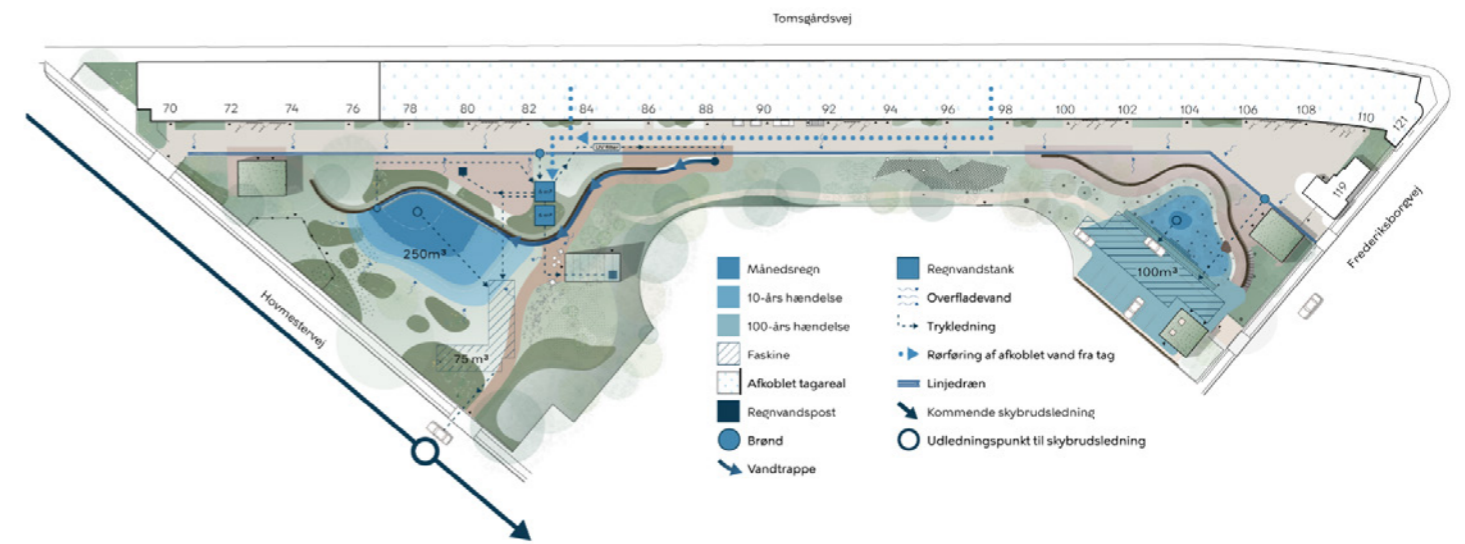 Tomsgårdsvej
70 72 74 76 78 80 82 84 86 88 90 92 94 96 98 100 102 104 106 108 110
121
119
Frederiksborgvej
Hovmestervej
250m³
75 m³
100m³
Månedsregn
10-års hændelse
100-års hændelse
Faskine
Afkoblet tagareal
Regnvandspost
Brønd
Vandtrappe
Regnvandstank
Overfladevand
Trykledning
Rørføring af afkoblet vand fra tag
Linjedræn
Kommende skybrudsledning
Udledningspunkt til skybrudsledning